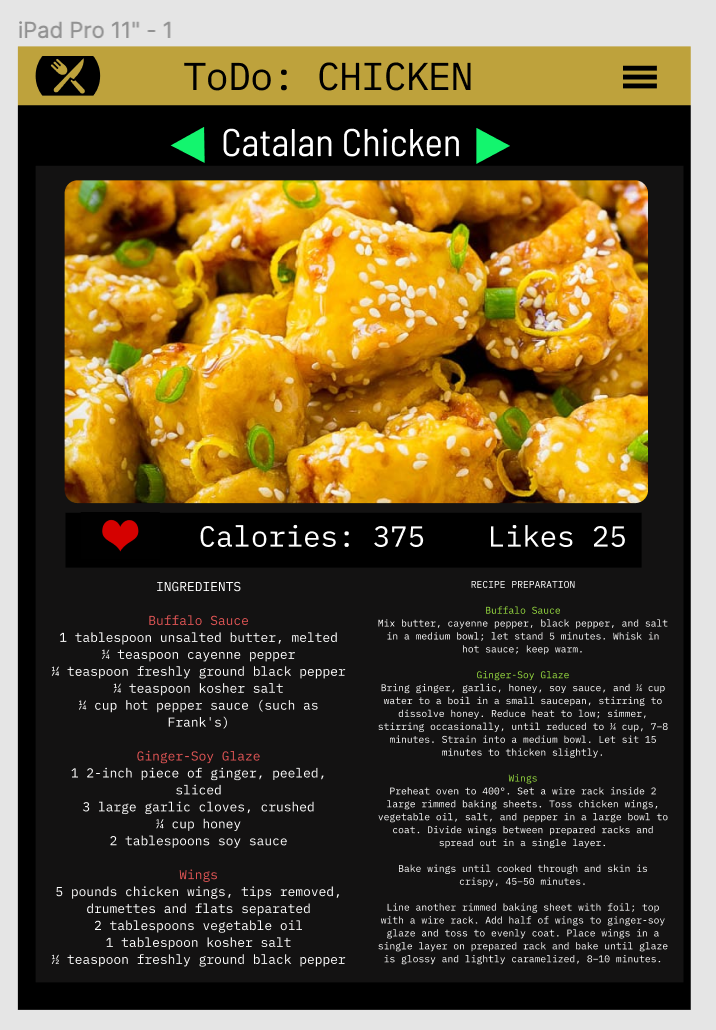 iPad Pro 11" - 1
ToDo: CHICKEN
Catalan Chicken
Calories: 375
Likes 25
INGREDIENTS
Buffalo Sauce
1 tablespoon unsalted butter, melted
¼ teaspoon cayenne pepper
¼ teaspoon freshly ground black pepper
¼ teaspoon kosher salt
¼ cup hot pepper sauce (such as
Frank's)
Ginger-Soy Glaze
1 2-inch piece of ginger, peeled,
sliced
3 large garlic cloves, crushed
¼ cup honey
2 tablespoons soy sauce
Wings
5 pounds chicken wings, tips removed,
drumettes and flats separated
2 tablespoons vegetable oil
1 tablespoon kosher salt
½ teaspoon freshly ground black pepper
RECIPE PREPARATION
Buffalo Sauce
Mix butter, cayenne pepper, black pepper, and salt
in a medium bowl; let stand 5 minutes. Whisk in
hot sauce; keep warm.
Ginger-Soy Glaze
Bring ginger, garlic, honey, soy sauce, and ¼ cup
water to a boil in a small saucepan, stirring to
dissolve honey. Reduce heat to low; simmer,
stirring occasionally, until reduced to ¼ cup, 7–8
minutes. Strain into a medium bowl. Let sit 15
minutes to thicken slightly.
Wings
Preheat oven to 400°. Set a wire rack inside 2
large rimmed baking sheets. Toss chicken wings,
vegetable oil, salt, and pepper in a large bowl to
coat. Divide wings between prepared racks and
spread out in a single layer.
Bake wings until cooked through and skin is
crispy, 45–50 minutes.
Line another rimmed baking sheet with foil; top
with a wire rack. Add half of wings to ginger-soy
glaze and toss to evenly coat. Place wings in a
single layer on prepared rack and bake until glaze
is glossy and lightly caramelized, 8–10 minutes.